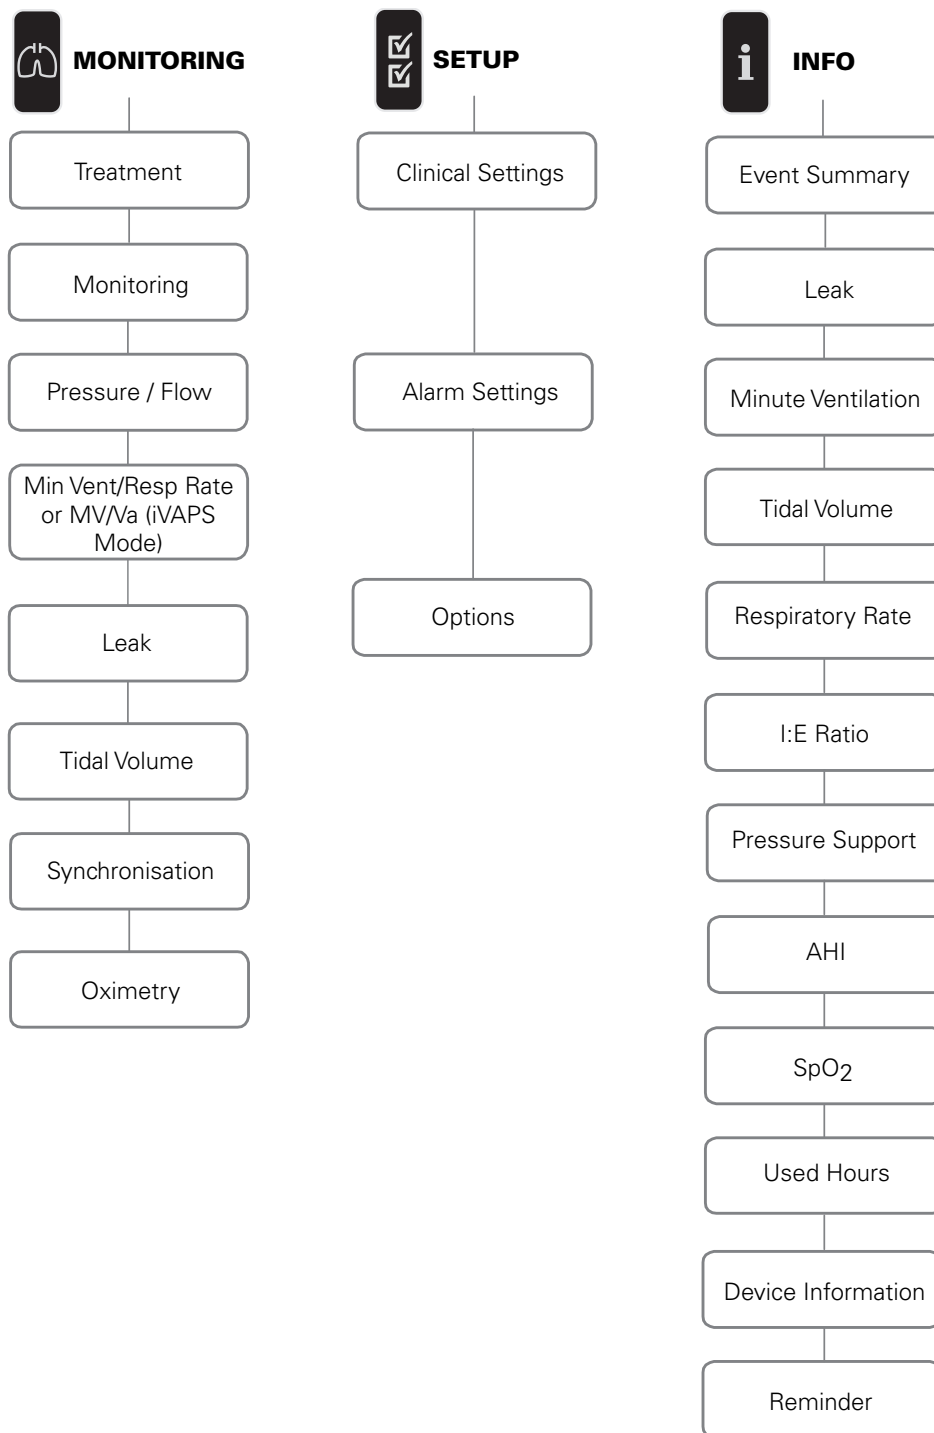 MONITORING
Treatment
Monitoring
Pressure / Flow
Min Vent/Resp Rate
or MV/Va (iVAPS
Mode)
Leak
Tidal Volume
Synchronisation
Oximetry
SETUP
Clinical Settings
Alarm Settings
Options
i
INFO
Event Summary
Leak
Minute Ventilation
Tidal Volume
Respiratory Rate
I:E Ratio
Pressure Support
AHI
SpO2
Used Hours
Device Information
Reminder